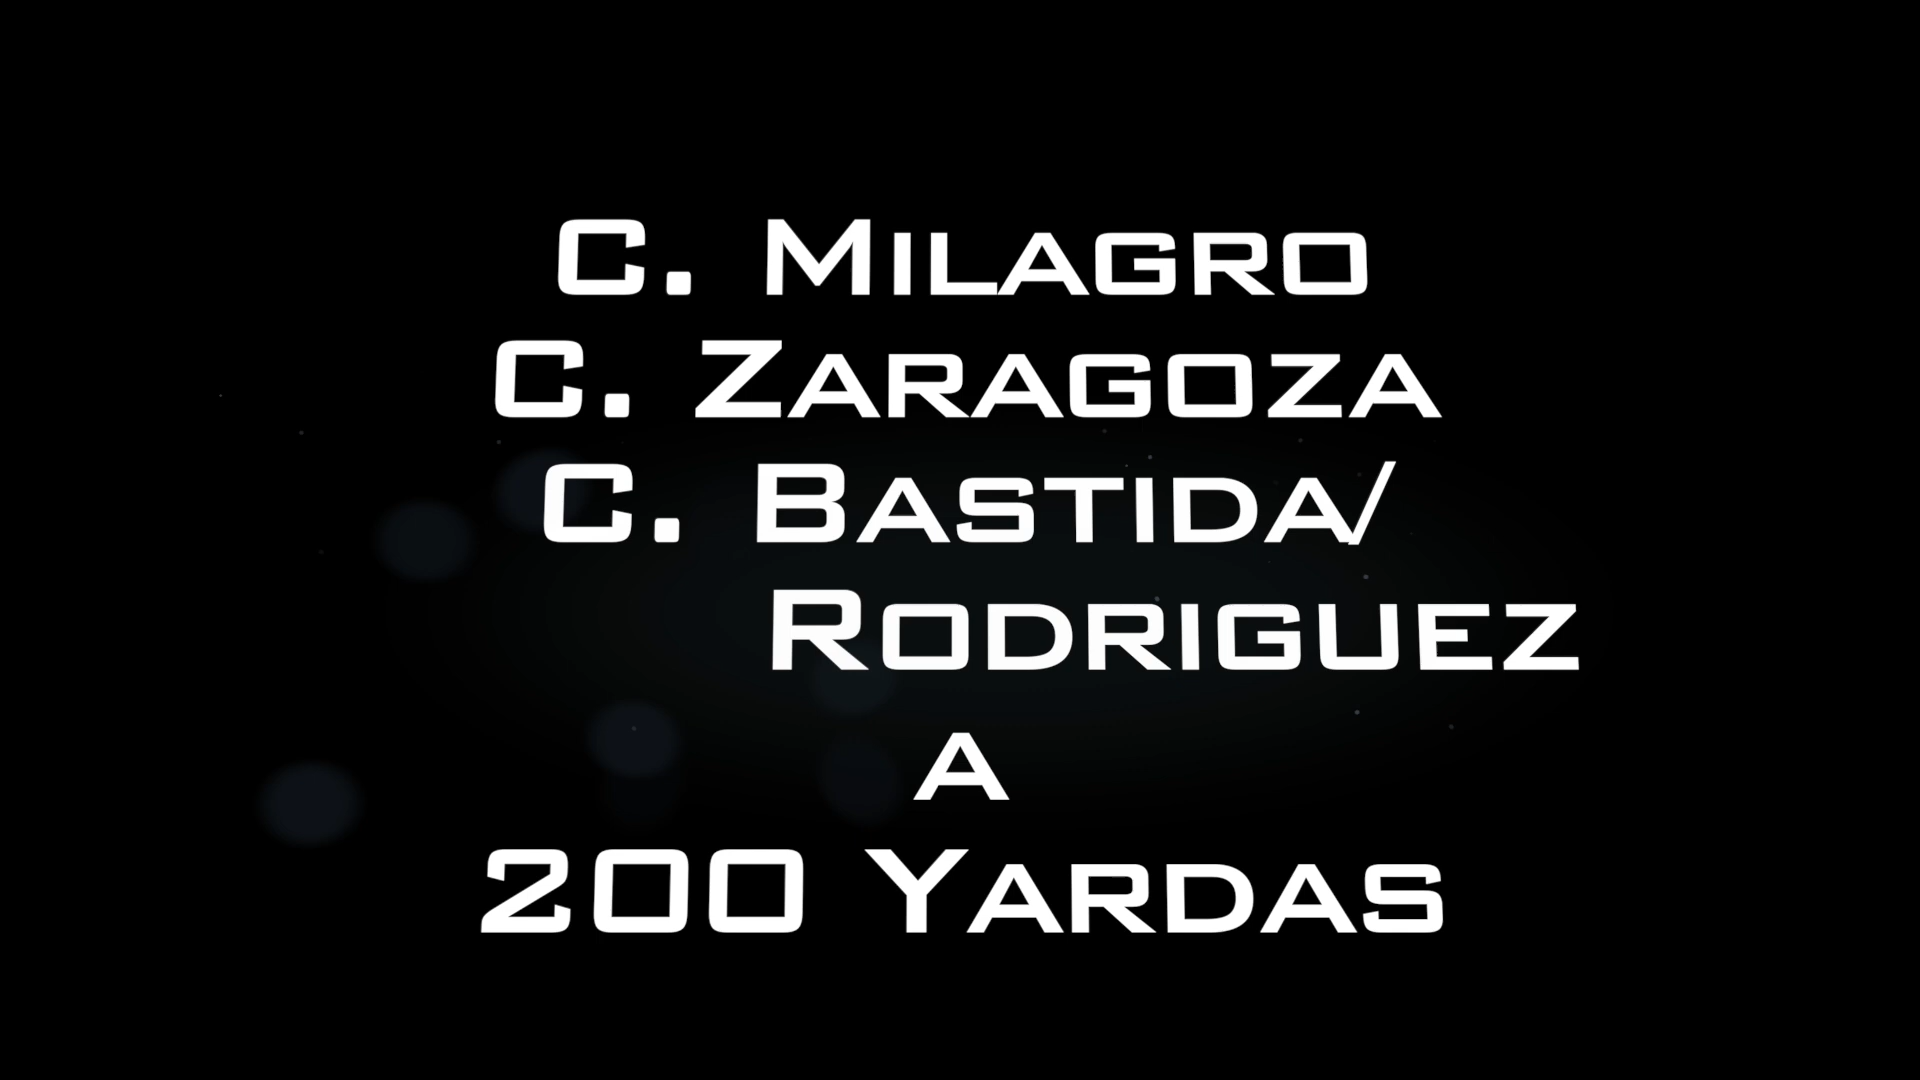 C. Milagro
C. Zaragoza
C. Bastida/
Rodriguez
a
200 Yardas